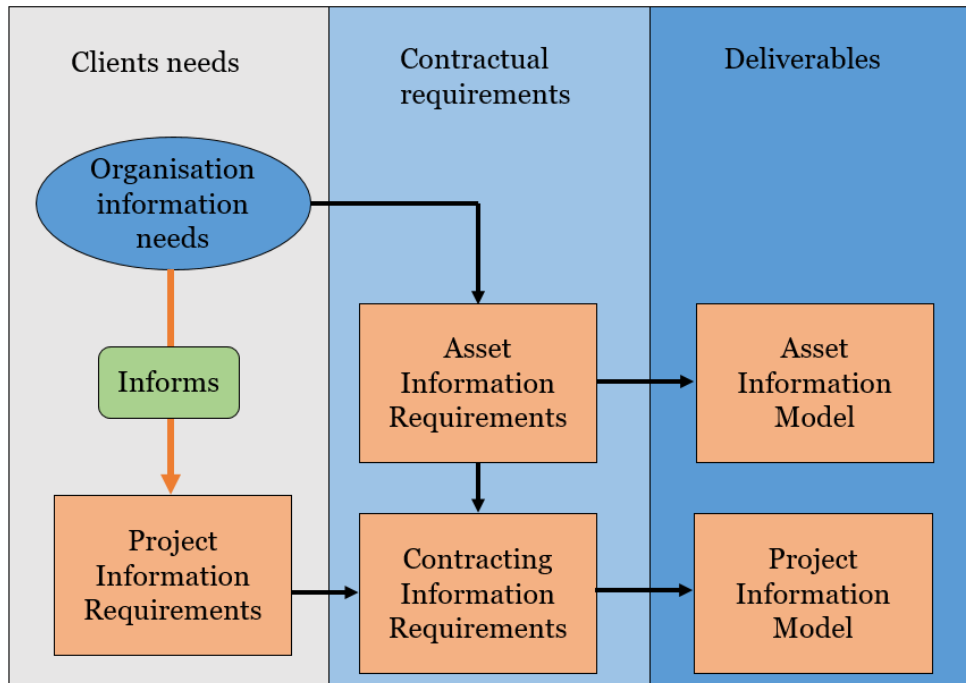 Clients needs
Contractual
requirements
Deliverables
Organisation
information
needs
Informs
Asset
Information
Requirements
Asset
Information
Model
Project
Information
Requirements
Contracting
Information
Requirements
Project
Information
Model